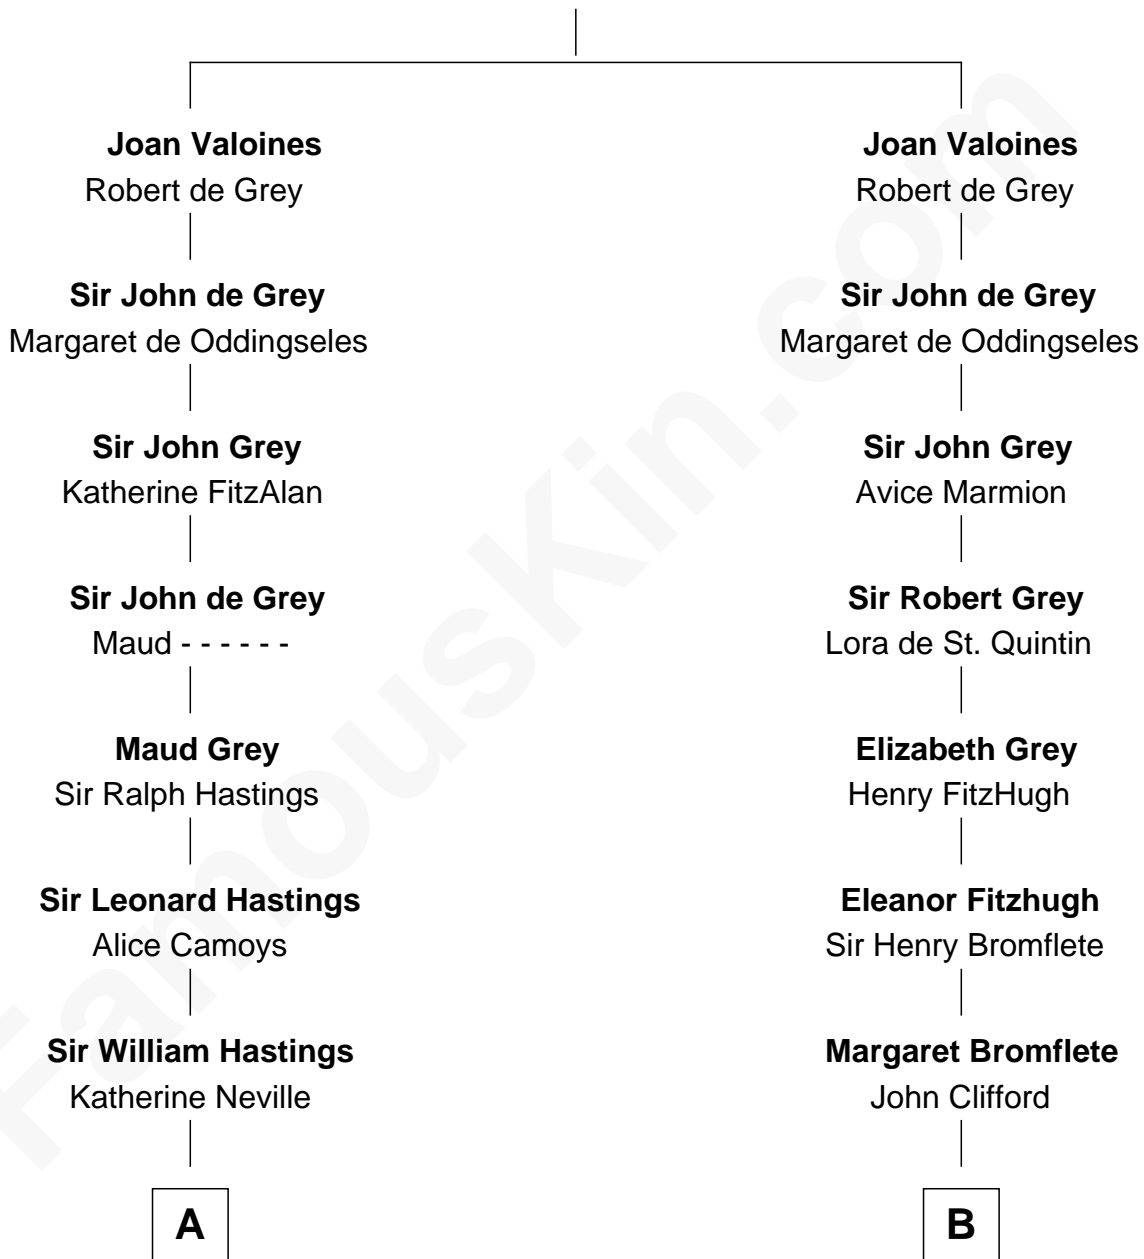 Joan Valoines
Robert de Grey
Sir John de Grey
Margaret de Oddingseles
Sir John Grey
Katherine FitzAlan
Sir John de Grey
Maud - - - - - -
Maud Grey
Sir Ralph Hastings
Sir Leonard Hastings
Alice Camoys
Sir William Hastings
Katherine Neville
A
Joan Valoines
Robert de Grey
Sir John de Grey
Margaret de Oddingseles
Sir John Grey
Avice Marmion
Sir Robert Grey
Lora de St. Quintin
Elizabeth Grey
Henry FitzHugh
Eleanor Fitzhugh
Sir Henry Bromflete
Margaret Bromflete
John Clifford
B
FamousKin.com